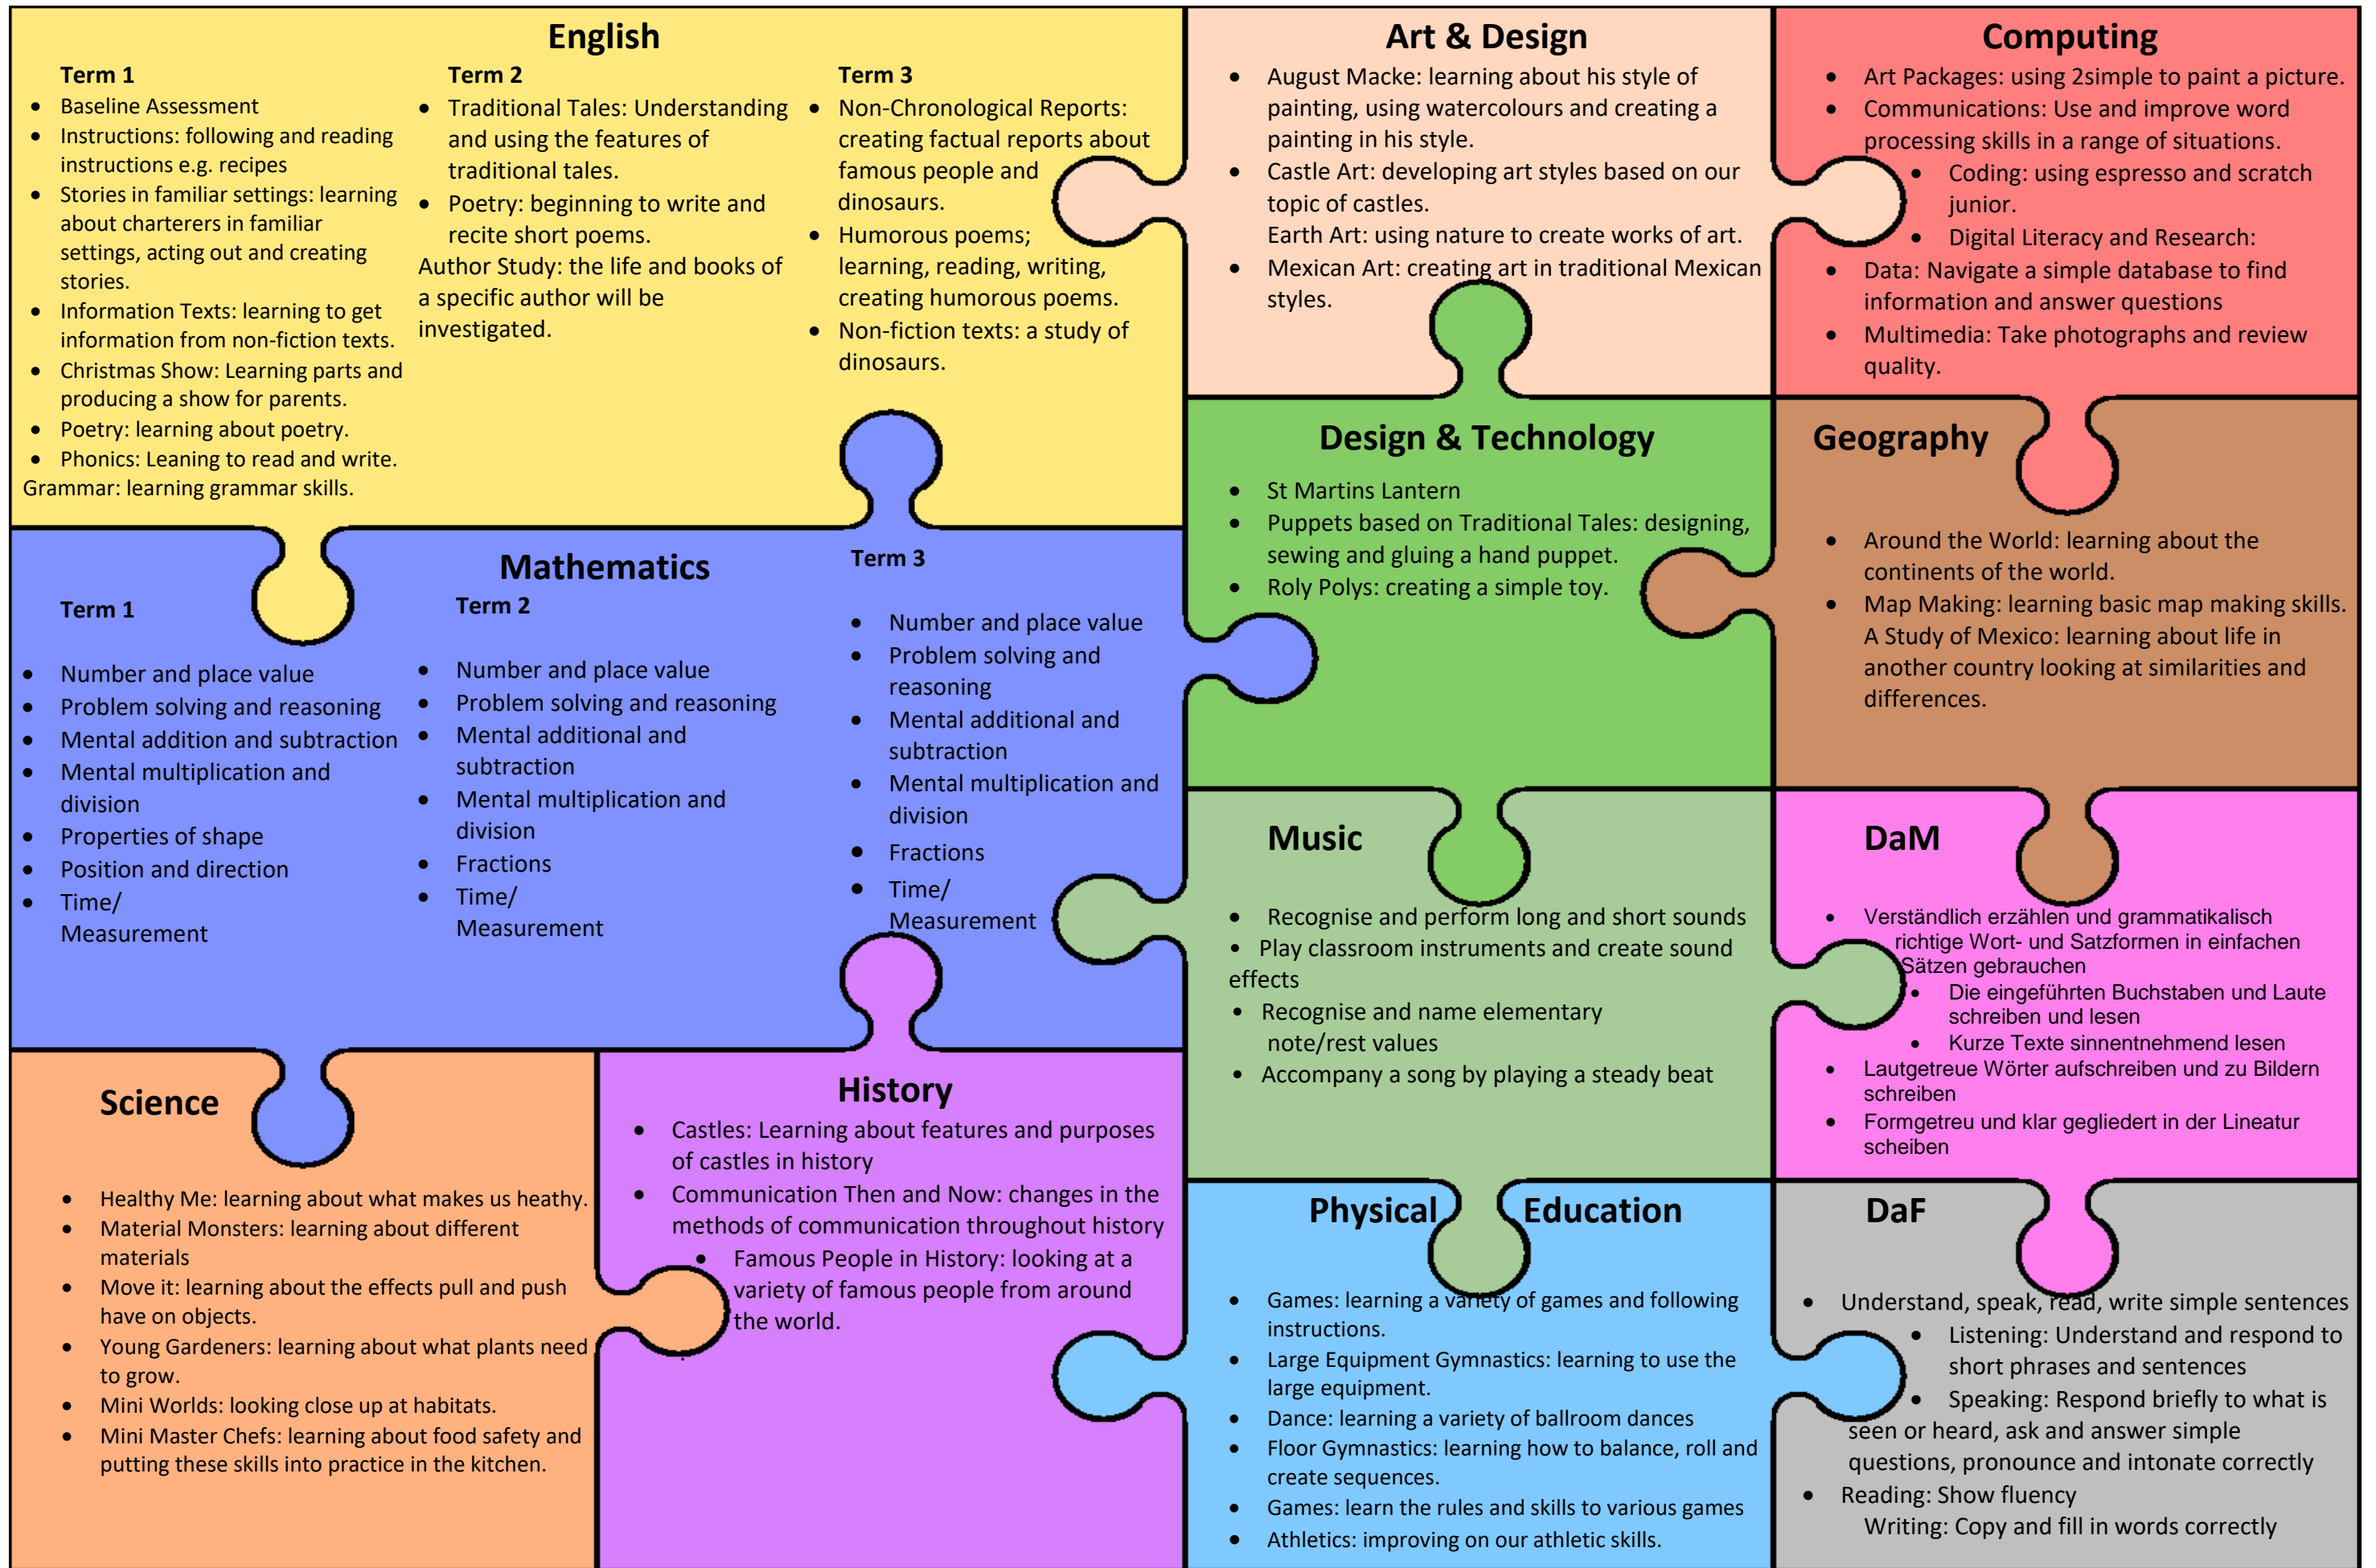 English
Term 1
• Baseline Assessment
• Instructions: following and reading
instructions e.g. recipes
• Stories in familiar settings: learning
about charterers in familiar
settings, acting out and creating
stories.
• Information Texts: learning to get
information from non-fiction texts.
• Christmas Show: Learning parts and
producing a show for parents.
• Poetry: learning about poetry.
• Phonics: Leaning to read and write.
Grammar: learning grammar skills.
Term 2
• Traditional Tales: Understanding
and using the features of
traditional tales.
• Poetry: beginning to write and
recite short poems.
Author Study: the life and books of
a specific author will be
investigated.
Term 3
• Non-Chronological Reports:
creating factual reports about
famous people and
dinosaurs.
• Humorous poems;
learning, reading, writing,
creating humorous poems.
• Non-fiction texts: a study of
dinosaurs.
Art & Design
• August Macke: learning about his style of
painting, using watercolours and creating a
painting in his style.
• Castle Art: developing art styles based on our
topic of castles.
Earth Art: using nature to create works of art.
• Mexican Art: creating art in traditional Mexican
styles.
Computing
• Art Packages: using 2simple to paint a picture.
• Communications: Use and improve word
processing skills in a range of situations.
• Coding: using espresso and scratch
junior.
• Digital Literacy and Research:
• Data: Navigate a simple database to find
information and answer questions
• Multimedia: Take photographs and review
quality.
Mathematics
Term 1
• Number and place value
• Problem solving and reasoning
• Mental addition and subtraction
• Mental multiplication and
division
• Properties of shape
• Position and direction
• Time/
Measurement
Term 2
• Number and place value
• Problem solving and reasoning
• Mental additional and
subtraction
• Mental multiplication and
division
• Fractions
• Time/
Measurement
Term 3
• Number and place value
• Problem solving and
reasoning
• Mental additional and
subtraction
• Mental multiplication and
division
• Fractions
• Time/
Measurement
Design & Technology
• St Martins Lantern
• Puppets based on Traditional Tales: designing,
sewing and gluing a hand puppet.
• Roly Polys: creating a simple toy.
Geography
• Around the World: learning about the
continents of the world.
• Map Making: learning basic map making skills.
A Study of Mexico: learning about life in
another country looking at similarities and
differences.
Music
• Recognise and perform long and short sounds
• Play classroom instruments and create sound
effects
• Recognise and name elementary
note/rest values
• Accompany a song by playing a steady beat
DaM
• Verständlich erzählen und grammatikalisch
richtige Wort- und Satzformen in einfachen
Sätzen gebrauchen
• Die eingeführten Buchstaben und Laute
schreiben und lesen
• Kurze Texte sinnentnehmend lesen
• Lautgetreue Wörter aufschreiben und zu Bildern
schreiben
• Formgetreu und klar gegliedert in der Lineatur
scheiben
Science
• Healthy Me: learning about what makes us heathy.
• Material Monsters: learning about different
materials
• Move it: learning about the effects pull and push
have on objects.
• Young Gardeners: learning about what plants need
to grow.
• Mini Worlds: looking close up at habitats.
• Mini Master Chefs: learning about food safety and
putting these skills into practice in the kitchen.
History
• Castles: Learning about features and purposes
of castles in history
• Communication Then and Now: changes in the
methods of communication throughout history
• Famous People in History: looking at a
variety of famous people from around
the world.
Physical Education
• Games: learning a variety of games and following
instructions.
• Large Equipment Gymnastics: learning to use the
large equipment.
• Dance: learning a variety of ballroom dances
• Floor Gymnastics: learning how to balance, roll and
create sequences.
• Games: learn the rules and skills to various games
• Athletics: improving on our athletic skills.
DaF
• Understand, speak, read, write simple sentences
• Listening: Understand and respond to
short phrases and sentences
• Speaking: Respond briefly to what is
seen or heard, ask and answer simple
questions, pronounce and intonate correctly
• Reading: Show fluency
Writing: Copy and fill in words correctly